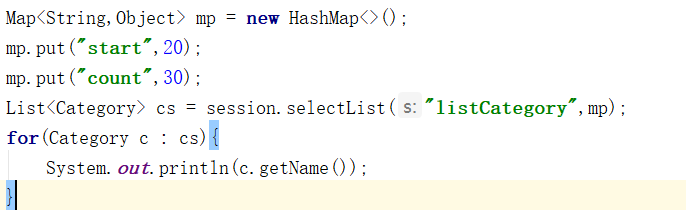 Map<String,Object> mp = new HashMap<>();
mp.put("start",20);
mp.put("count",30);
List<Category> cs = session.selectList( s: "listCategory",mp);
for(Category c : cs){
    System.out.println(c.getName());
}